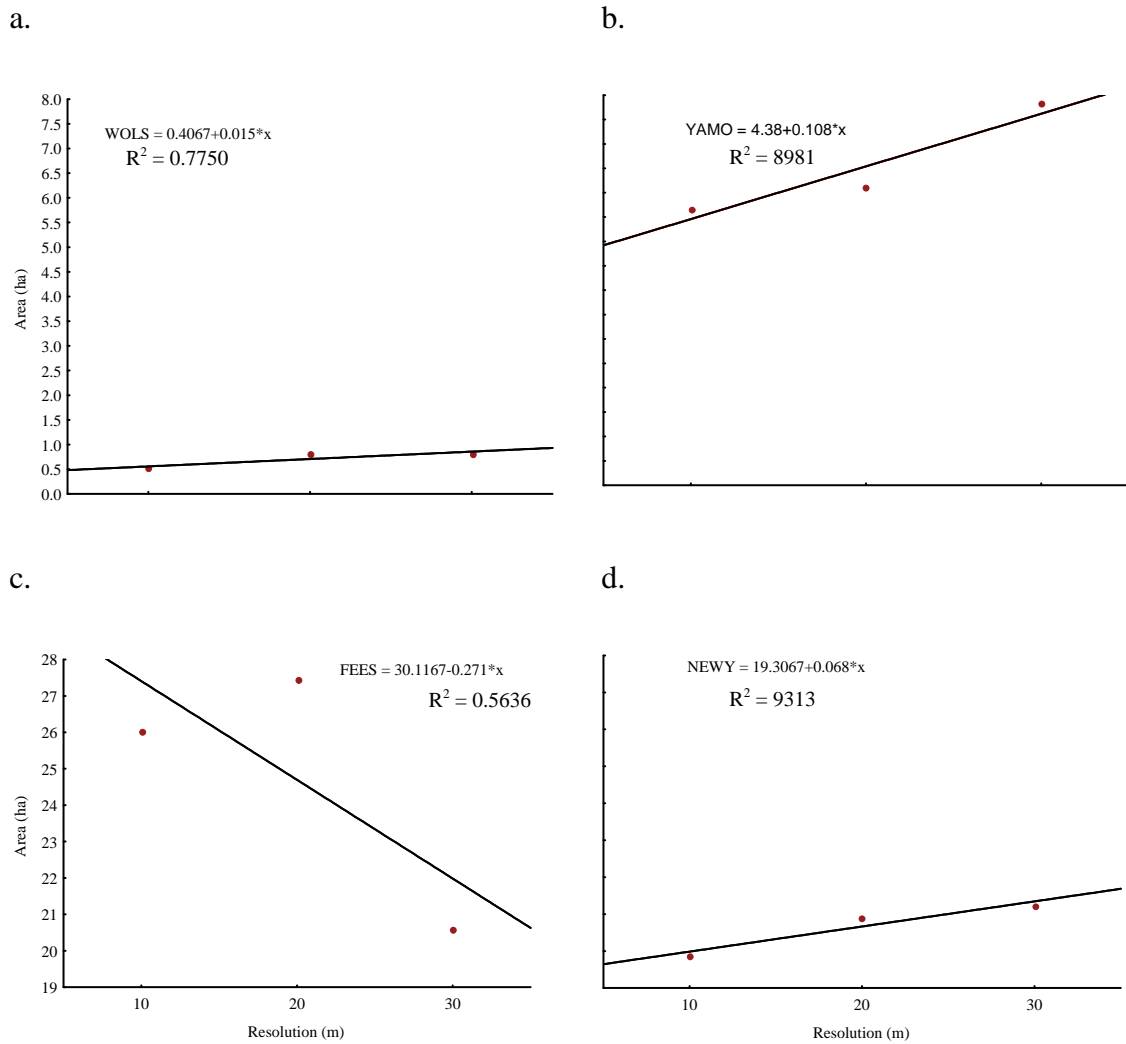 a.
WOLS = 0.4067+0.015*x
R² = 0.7750
8.0
7.5
7.0
6.5
6.0
5.5
5.0
4.5
4.0
3.5
3.0
2.5
2.0
1.5
1.0
0.5
0.0
Area (ha)
b.
YAMO = 4.38+0.108*x
R² = 8981
c.
FEES = 30.1167-0.271*x
R² = 0.5636
28
27
26
25
24
23
22
21
20
19
Area (ha)
10 20 30
Resolution (m)
d.
NEWY = 19.3067+0.068*x
R² = 9313
10 20 30
Resolution (m)